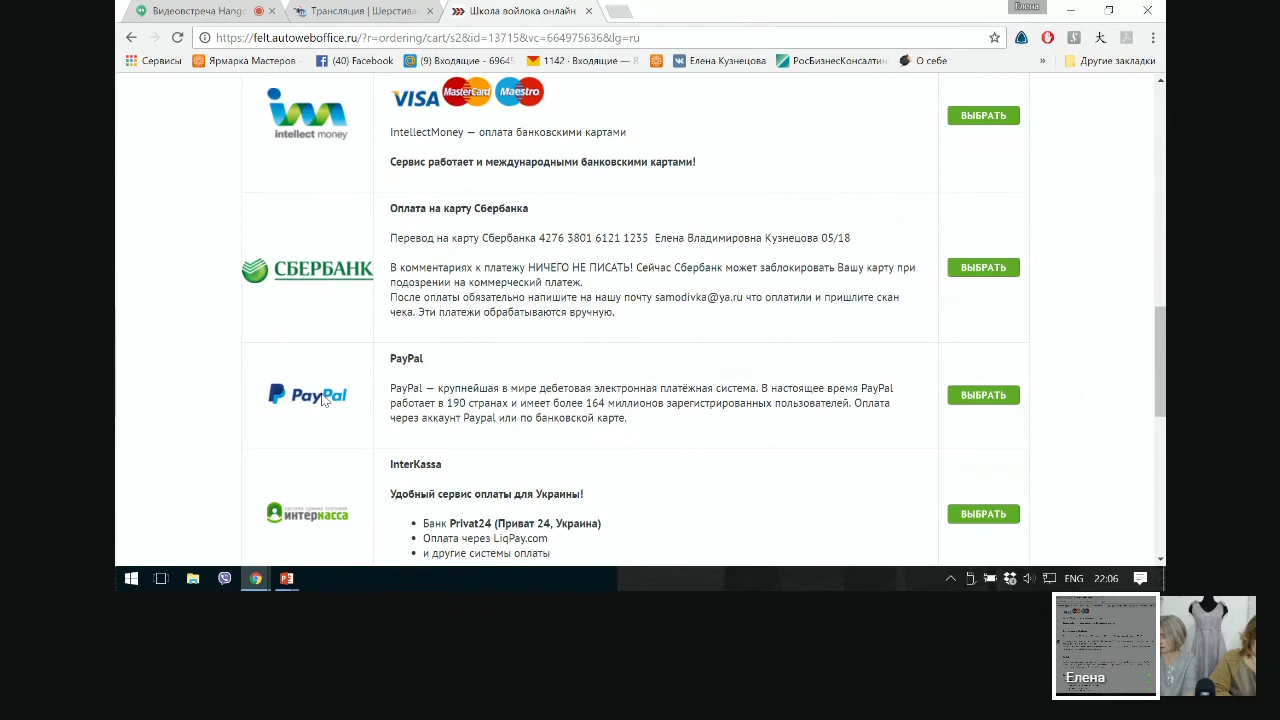 Видеовстреча Hango
Трансляция | Шерстива
Школа войлока онлайн
Елена
https://felt.autoweboffice.ru/?r=ordering/cart/s2&id=13715&vc=664975636&lg=ru
Сервисы
Ярмарка Мастеров
(40) Facebook
(9) Входящие - 6945
1142 · Входящие — Я
Елена Кузнецова
РосБизнесКонсалтин
О себе
»
Другие закладки
intellect money
VISA MasterCard Maestro
IntellectMoney — оплата банковскими картами
Сервис работает и международными банковскими картами!
ВЫБРАТЬ
СБЕРБАНК
Оплата на карту Сбербанка
Перевод на карту Сбербанка 4276 3801 6121 1235 Елена Владимировна Кузнецова 05/18
В комментариях к платежу НИЧЕГО НЕ ПИСАТЬ! Сейчас Сбербанк может заблокировать Вашу карту при
подозрении на коммерческий платеж.
После оплаты обязательно напишите на нашу почту samodivka@ya.ru что оплатили и пришлите скан
чека. Эти платежи обрабатываются вручную.
ВЫБРАТЬ
PayPal
PayPal
PayPal — крупнейшая в мире дебетовая электронная платёжная система. В настоящее время PayPal
работает в 190 странах и имеет более 164 миллионов зарегистрированных пользователей. Оплата
через аккаунт Paypal или по банковской карте.
ВЫБРАТЬ
интеркасса
InterKassa
Удобный сервис оплаты для Украины!
• Банк Privat24 (Приват 24, Украина)
• Оплата через LiqPay.com
• и другие системы оплаты
ВЫБРАТЬ
ENG
22:06
Елена